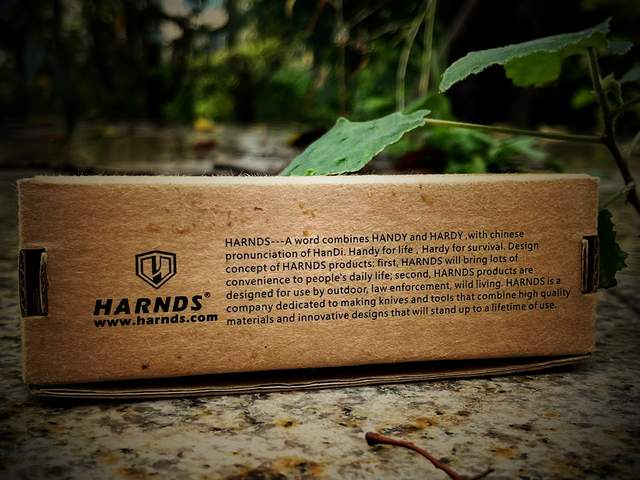 HARNDS®
www.harnds.com
HARNDS---A word combines HANDY and HARDY ,with chinese
pronunciation of HanDi. Handy for life , Hardy for survival. Design
concept of HARNDS products: first, HARNDS will bring lots of
convenience to people's daily life; second, HARNDS products are
designed for use by outdoor, law enforcement, wild living. HARNDS is a
company dedicated to making knives and tools that combine high quality
materials and innovative designs that will stand up to a lifetime of use.